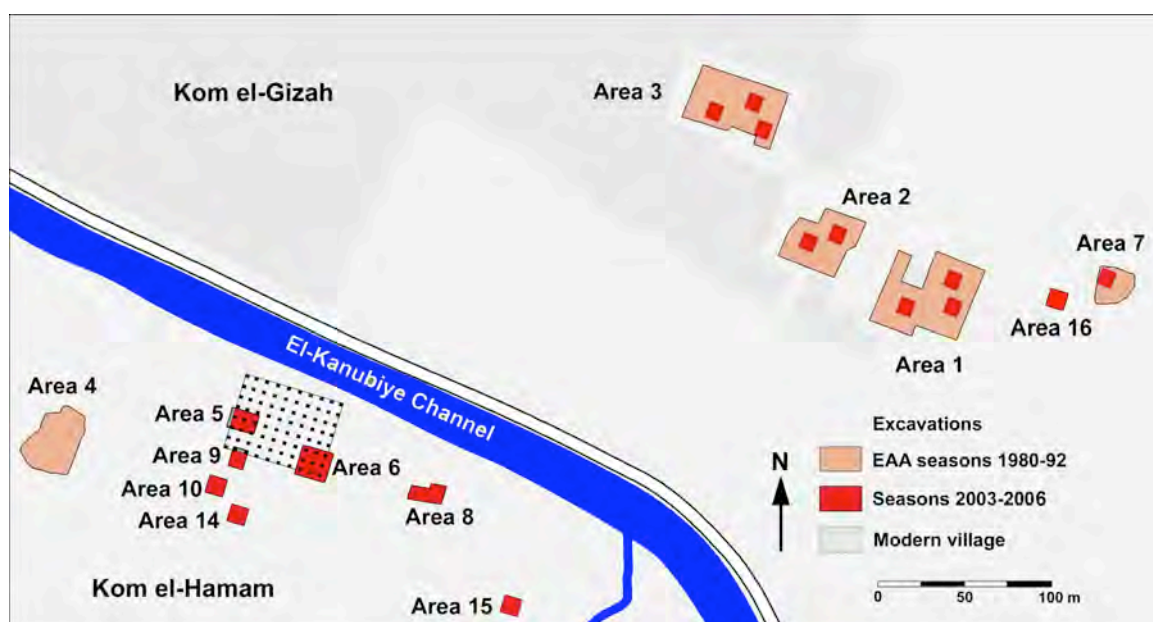 Kom el-Gizah
Area 3
Area 2
Area 7
Area 16
Area 1
El-Kanubiye Channel
Area 4
Area 5
Area 9
Area 6
Area 10
Area 8
Area 14
Kom el-Hamam
Area 15
Excavations
EAA seasons 1980-92
Seasons 2003-2006
Modern village
N
0 50 100 m